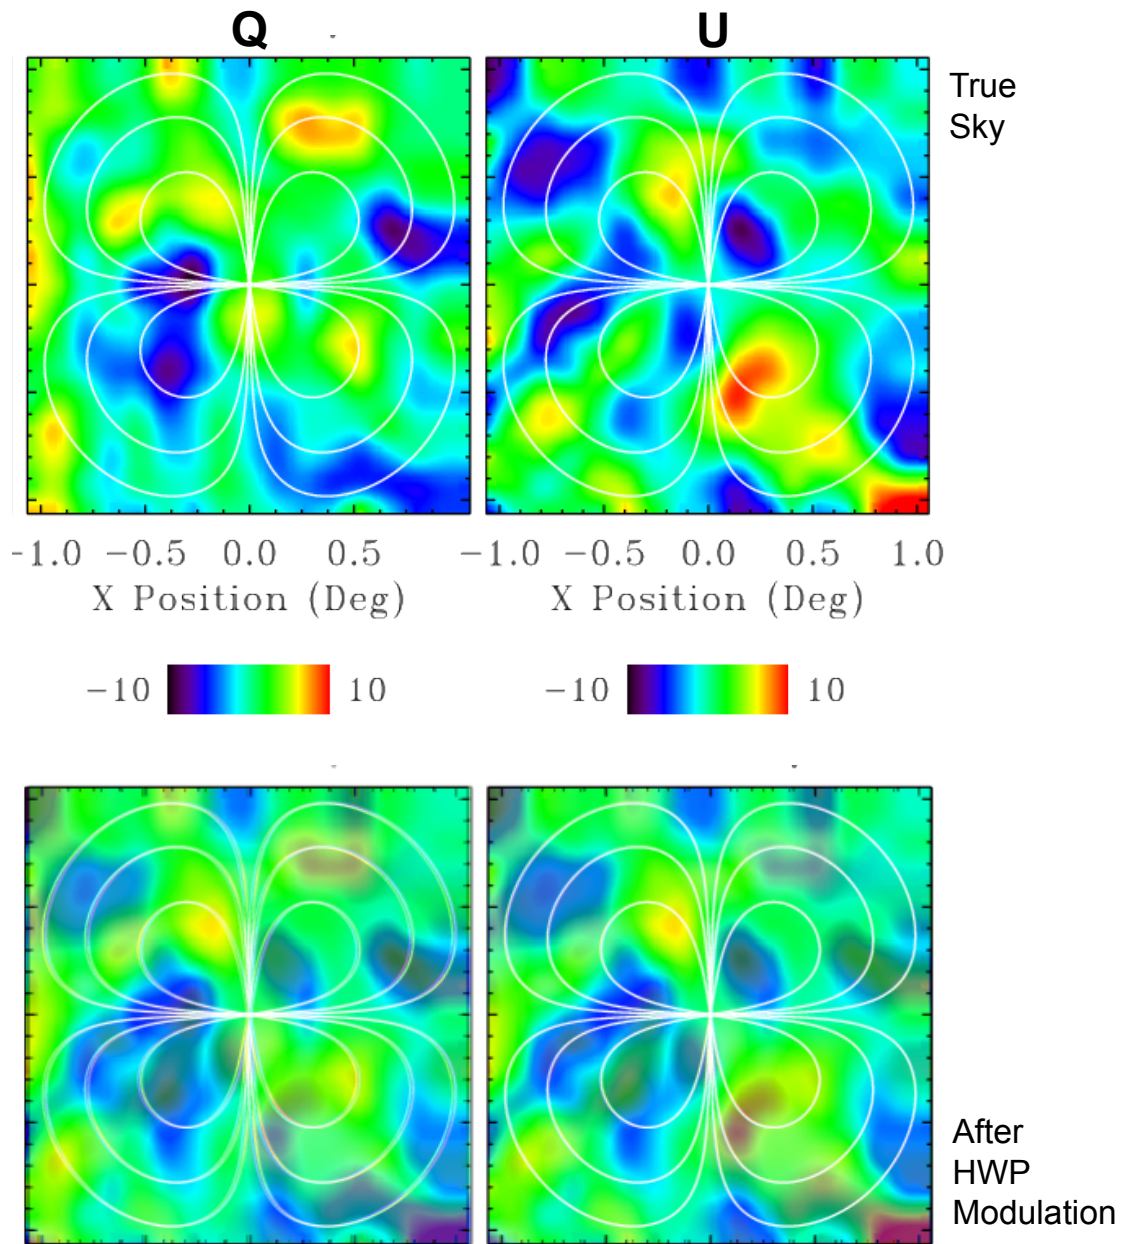 Q U
True
Sky
-1.0 -0.5 0.0 0.5 -1.0 -0.5 0.0 0.5 1.0
X Position (Deg) X Position (Deg)
-10 10 -10 10
After
HWP
Modulation